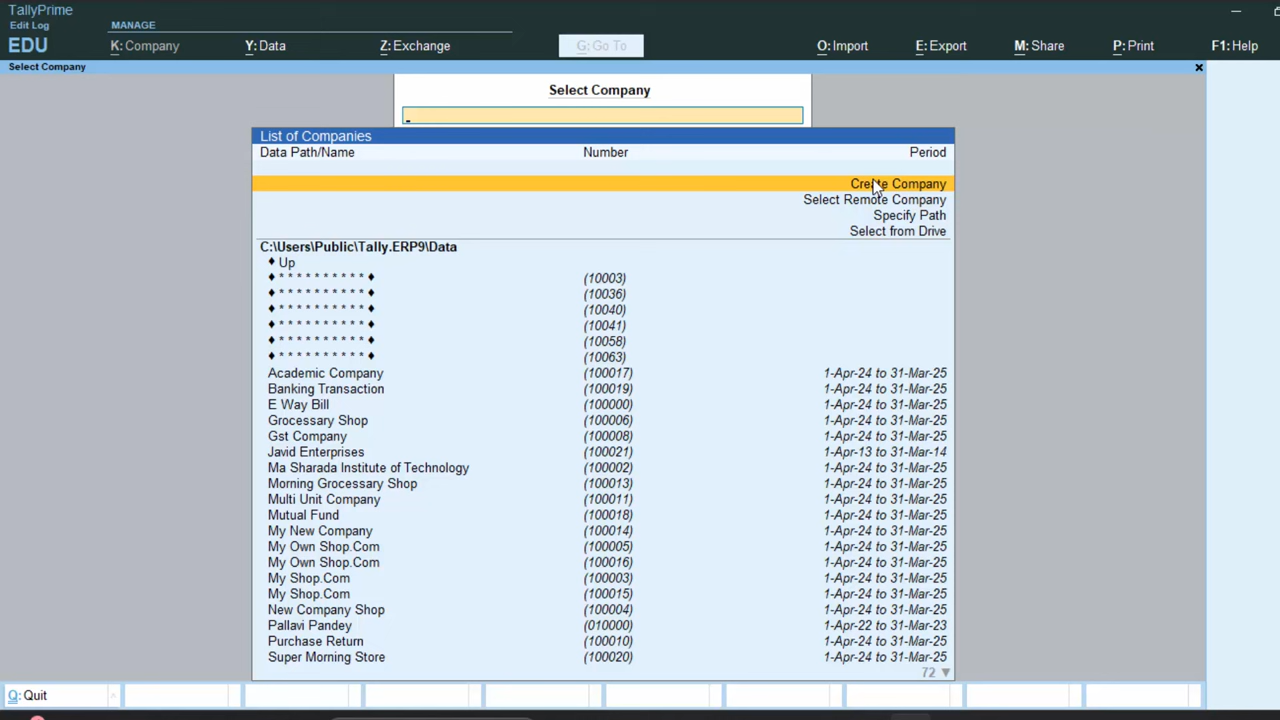 TallyPrime
Edit Log
EDU
MANAGE
K: Company Y: Data Z: Exchange G: Go To O: Import E: Export M: Share P: Print F1: Help
Select Company
Select Company
List of Companies
Data Path/Name Number Period
Create Company
Select Remote Company
Specify Path
Select from Drive
C:\Users\Public\Tally.ERP9\Data
♦ Up
♦ * * * * * * * * * * ♦ (10003)
♦ * * * * * * * * * * ♦ (10036)
♦ * * * * * * * * * * ♦ (10040)
♦ * * * * * * * * * * ♦ (10041)
♦ * * * * * * * * * * ♦ (10058)
♦ * * * * * * * * * * ♦ (10063)
Academic Company (100017) 1-Apr-24 to 31-Mar-25
Banking Transaction (100019) 1-Apr-24 to 31-Mar-25
E Way Bill (100000) 1-Apr-24 to 31-Mar-25
Grocessary Shop (100006) 1-Apr-24 to 31-Mar-25
Gst Company (100008) 1-Apr-24 to 31-Mar-25
Javid Enterprises (100021) 1-Apr-13 to 31-Mar-14
Ma Sharada Institute of Technology (100002) 1-Apr-24 to 31-Mar-25
Morning Grocessary Shop (100013) 1-Apr-24 to 31-Mar-25
Multi Unit Company (100011) 1-Apr-24 to 31-Mar-25
Mutual Fund (100018) 1-Apr-24 to 31-Mar-25
My New Company (100014) 1-Apr-24 to 31-Mar-25
My Own Shop.Com (100005) 1-Apr-24 to 31-Mar-25
My Own Shop.Com (100016) 1-Apr-24 to 31-Mar-25
My Shop.Com (100003) 1-Apr-24 to 31-Mar-25
My Shop.Com (100015) 1-Apr-24 to 31-Mar-25
New Company Shop (100004) 1-Apr-24 to 31-Mar-25
Pallavi Pandey (010000) 1-Apr-22 to 31-Mar-23
Purchase Return (100010) 1-Apr-24 to 31-Mar-25
Super Morning Store (100020) 1-Apr-24 to 31-Mar-25
72 ▼
Q: Quit